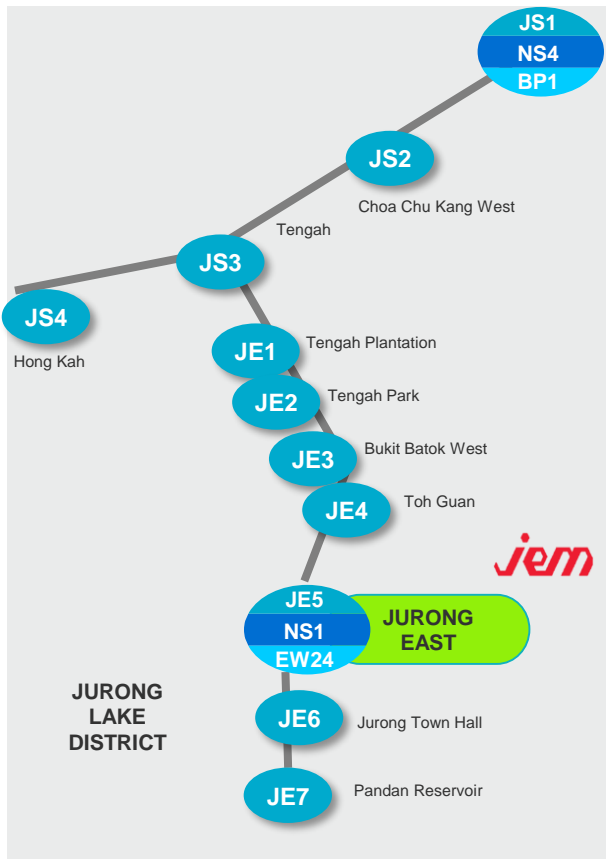 JS1
NS4
BP1
JS2
Choa Chu Kang West
Tengah
JS3
JS4
Hong Kah
JE1
Tengah Plantation
JE2
Tengah Park
JE3
Bukit Batok West
JE4
Toh Guan
jem
JE5
NS1
EW24
JURONG
EAST
JURONG
LAKE
DISTRICT
JE6
Jurong Town Hall
JE7
Pandan Reservoir